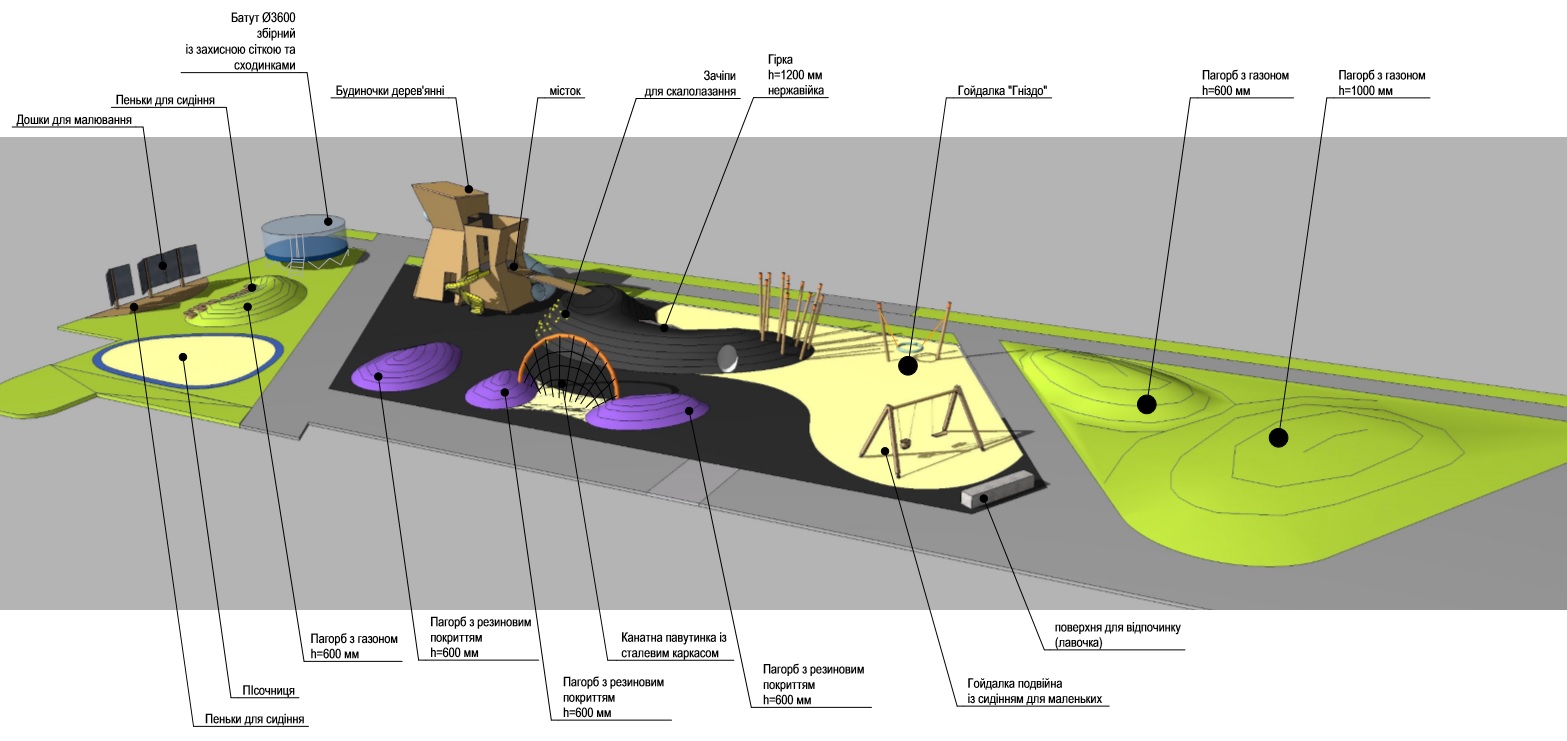 Батут Ø3600
збірний
із захисною сіткою та
сходинками
Пеньки для сидіння
Дошки для малювання
Будиночки дерев'янні
місток
Зачіпи
для скалолазання
Гірка
h=1200 мм
нержавійка
Гойдалка "Гніздо"
Пагорб з газоном
h=600 мм
Пагорб з газоном
h=1000 мм
Пагорб з газоном
h=600 мм
ПІсочниця
Пеньки для сидіння
Пагорб з резиновим
покриттям
h=600 мм
Пагорб з резиновим
покриттям
h=600 мм
Канатна павутинка із
сталевим каркасом
Пагорб з резиновим
покриттям
h=600 мм
поверхня для відпочинку
(лавочка)
Гойдалка подвійна
із сидінням для маленьких